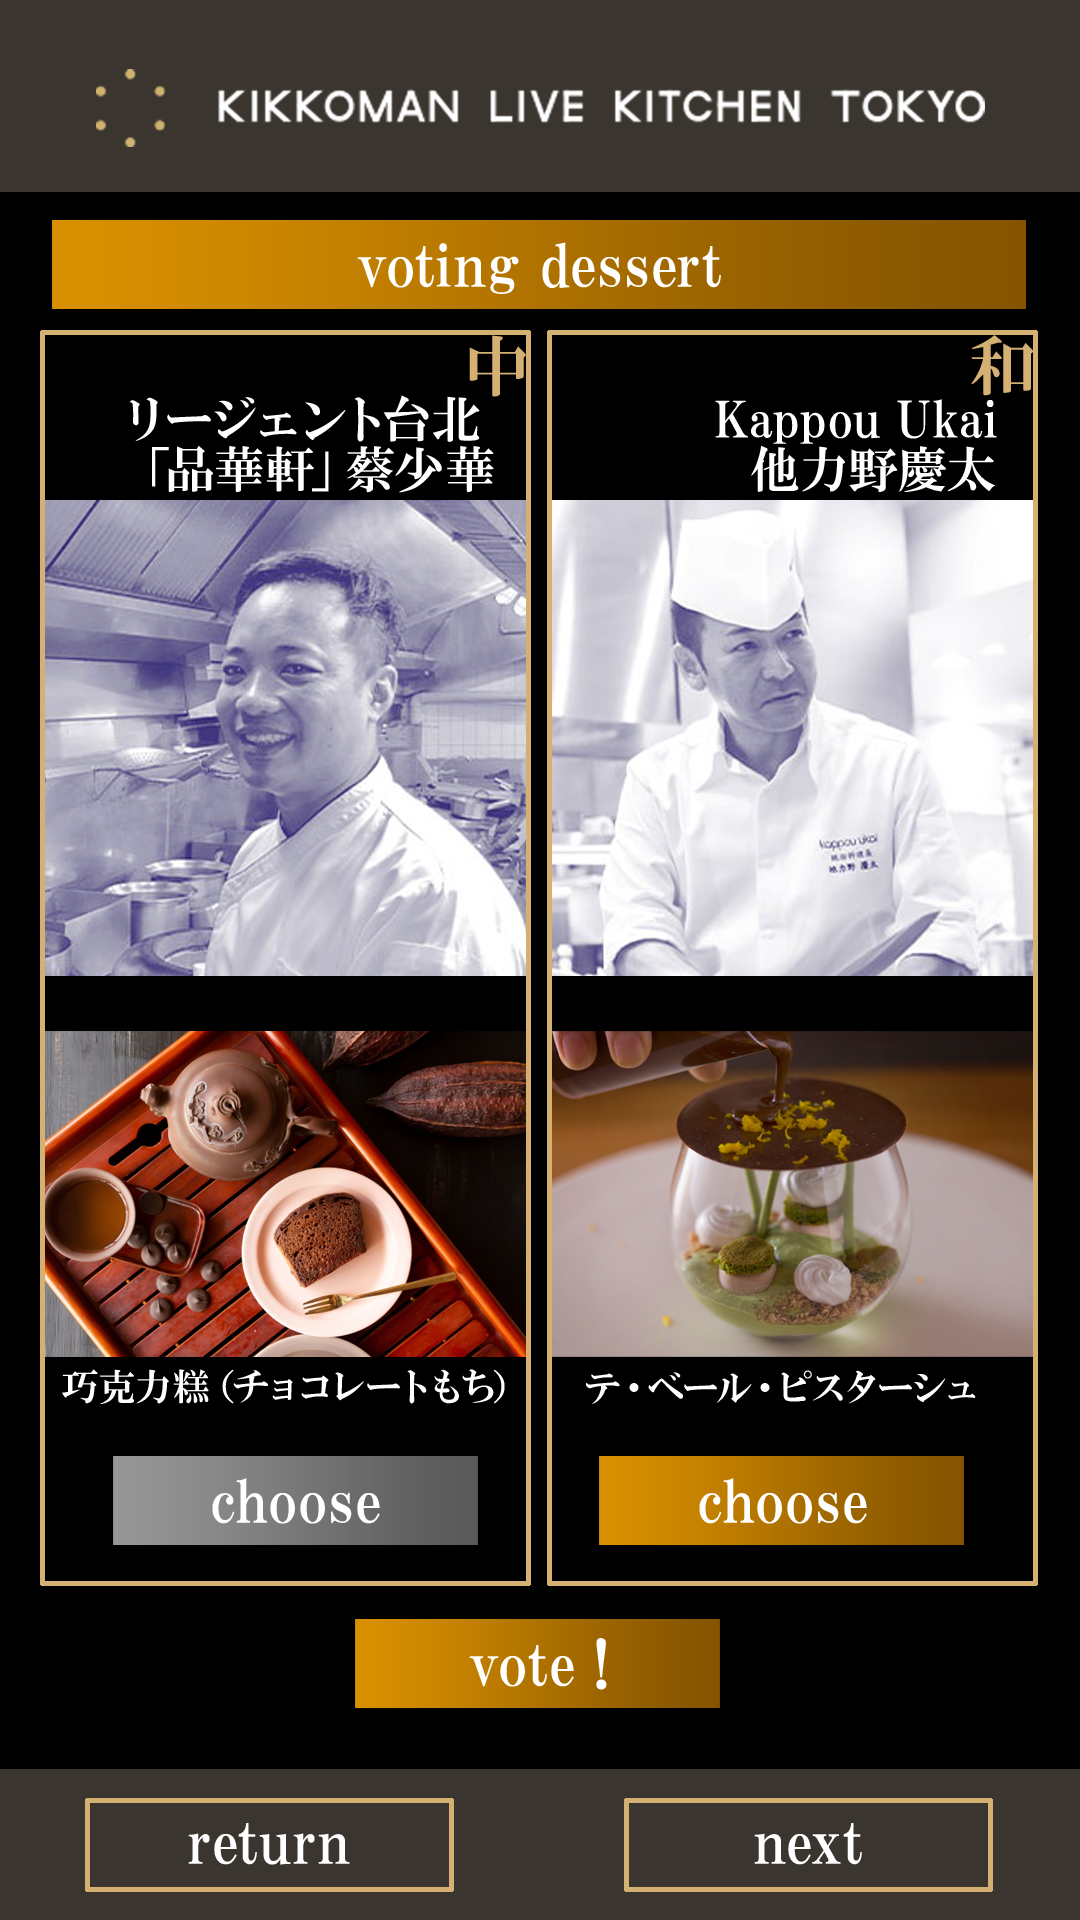 KIKKOMAN LIVE KITCHEN TOKYO
voting dessert
中
リージェント台北
「品華軒」蔡少華
巧克力糕（チョコレートもち）
choose
和
Kappou Ukai
他力野慶太
kappou ukai
テ・ベール・ピスターシュ
choose
vote！
return
next